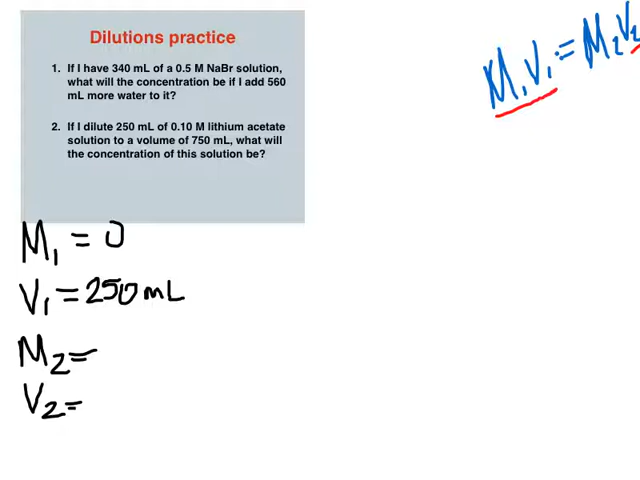 Dilutions practice
1. If I have 340 mL of a 0.5 M NaBr solution,
what will the concentration be if I add 560
mL more water to it?
2. If I dilute 250 mL of 0.10 M lithium acetate
solution to a volume of 750 mL, what will
the concentration of this solution be?
M₁V₁ = M₂V₂
M₁ = 0
V₁ = 250 mL
M₂ =
V₂ =